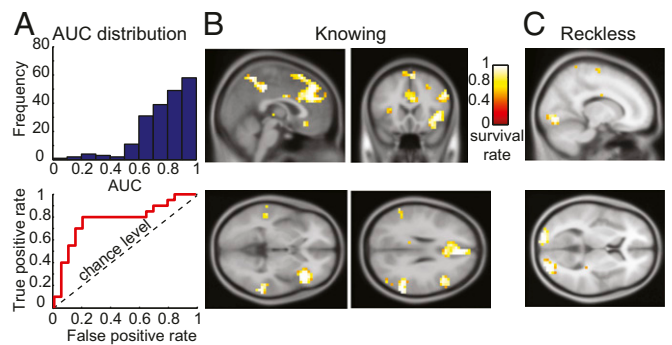 A
AUC distribution
B
Knowing
C
Reckless
Frequency
80
60
40
20
0
0
0.2
0.4
0.6
0.8
1
AUC
True positive rate
1
0.8
0.6
0.4
0.2
0
chance level
0
0.2
0.4
0.6
0.8
1
False positive rate
1
0.8
0.4
0
survival
rate